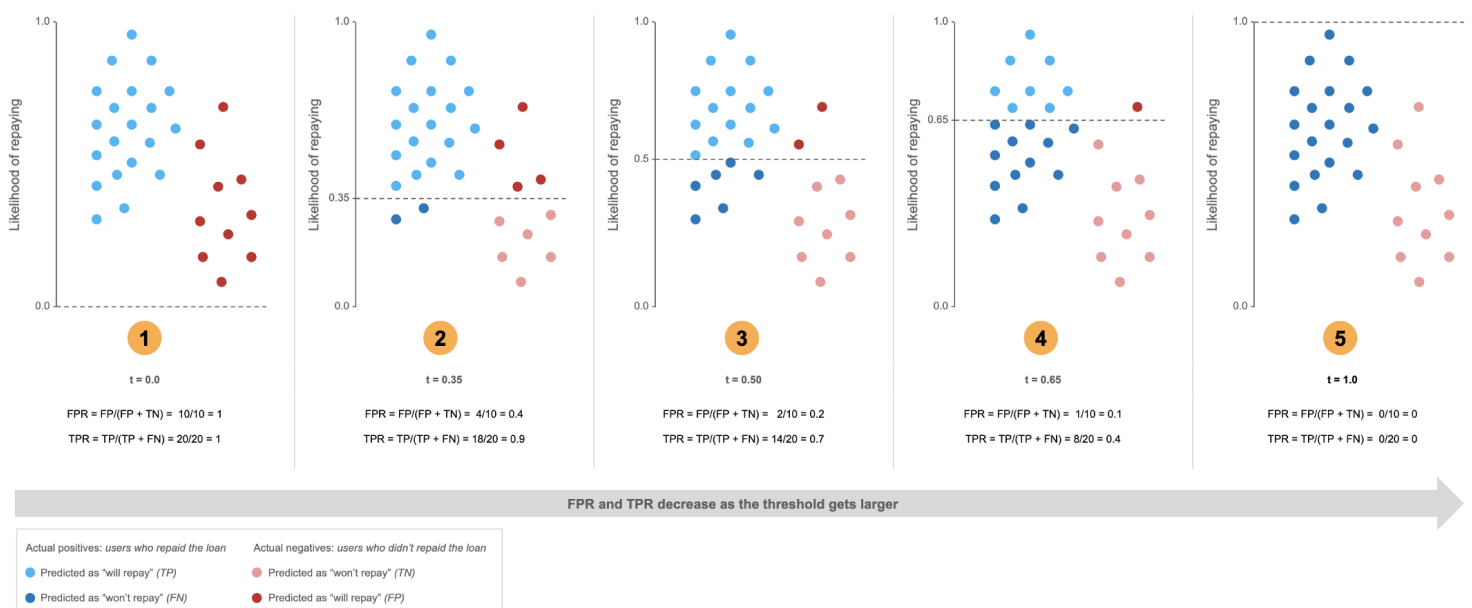 1.0
Likelihood of repaying
0.0
1
t = 0.0
FPR = FP/(FP + TN) = 10/10 = 1
TPR = TP/(TP + FN) = 20/20 = 1
1.0
Likelihood of repaying
0.35
0.0
2
t = 0.35
FPR = FP/(FP + TN) = 4/10 = 0.4
TPR = TP/(TP + FN) = 18/20 = 0.9
1.0
Likelihood of repaying
0.5
0.0
3
t = 0.50
FPR = FP/(FP + TN) = 2/10 = 0.2
TPR = TP/(TP + FN) = 14/20 = 0.7
1.0
Likelihood of repaying
0.65
0.0
4
t = 0.65
FPR = FP/(FP + TN) = 1/10 = 0.1
TPR = TP/(TP + FN) = 8/20 = 0.4
1.0
Likelihood of repaying
0.0
5
t = 1.0
FPR = FP/(FP + TN) = 0/10 = 0
TPR = TP/(TP + FN) = 0/20 = 0
FPR and TPR decrease as the threshold gets larger
Actual positives: users who repaid the loan
Predicted as “will repay” (TP)
Predicted as “won’t repay” (FN)
Actual negatives: users who didn’t repaid the loan
Predicted as “won’t repay” (TN)
Predicted as “will repay” (FP)